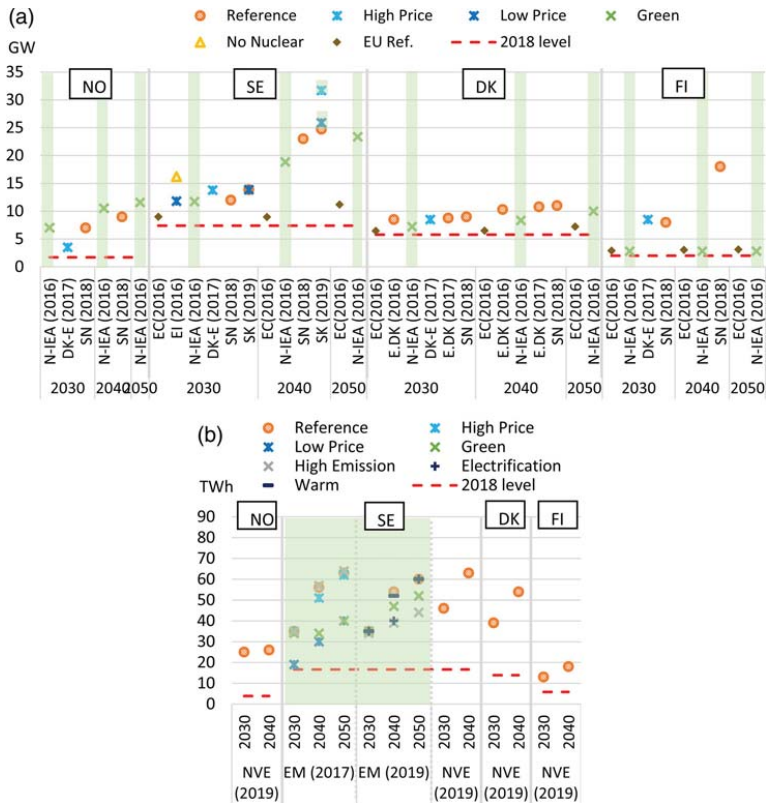 (a)
Reference High Price Low Price Green
No Nuclear EU Ref. 2018 level
GW
35
30
25
20
15
10
5
0
NO SE DK FI
N-IEA (2016)
DK-E (2017)
SN (2018)
N-IEA (2016)
SN (2018)
N-IEA (2016)
EC(2016)
EI (2016)
N-IEA (2016)
DK-E (2017)
SN (2018)
SK (2019)
EC(2016)
N-IEA (2016)
SN (2018)
SK (2019)
EC(2016)
N-IEA (2016)
EC(2016)
E.DK (2016)
N-IEA (2016)
DK-E (2017)
E.DK (2017)
SN (2018)
EC(2016)
E.DK (2016)
N-IEA (2016)
E.DK (2017)
SN (2018)
EC(2016)
N-IEA (2016)
EC(2016)
N-IEA (2016)
DK-E (2017)
SN (2018)
EC(2016)
N-IEA (2016)
SN (2018)
EC(2016)
N-IEA (2016)
2030 2040 2050 2030 2040 2050 2030 2040 2050 2030 2040 2050
(b)
Reference High Price
Low Price Green
High Emission Electrification
Warm 2018 level
TWh
90
80
70
60
50
40
30
20
10
0
NO SE DK FI
2030 2040 2030 2040 2050 2030 2040 2050 2030 2040 2030 2040 2030 2040
NVE (2019) EM (2017) EM (2019) NVE (2019) NVE (2019) NVE (2019)